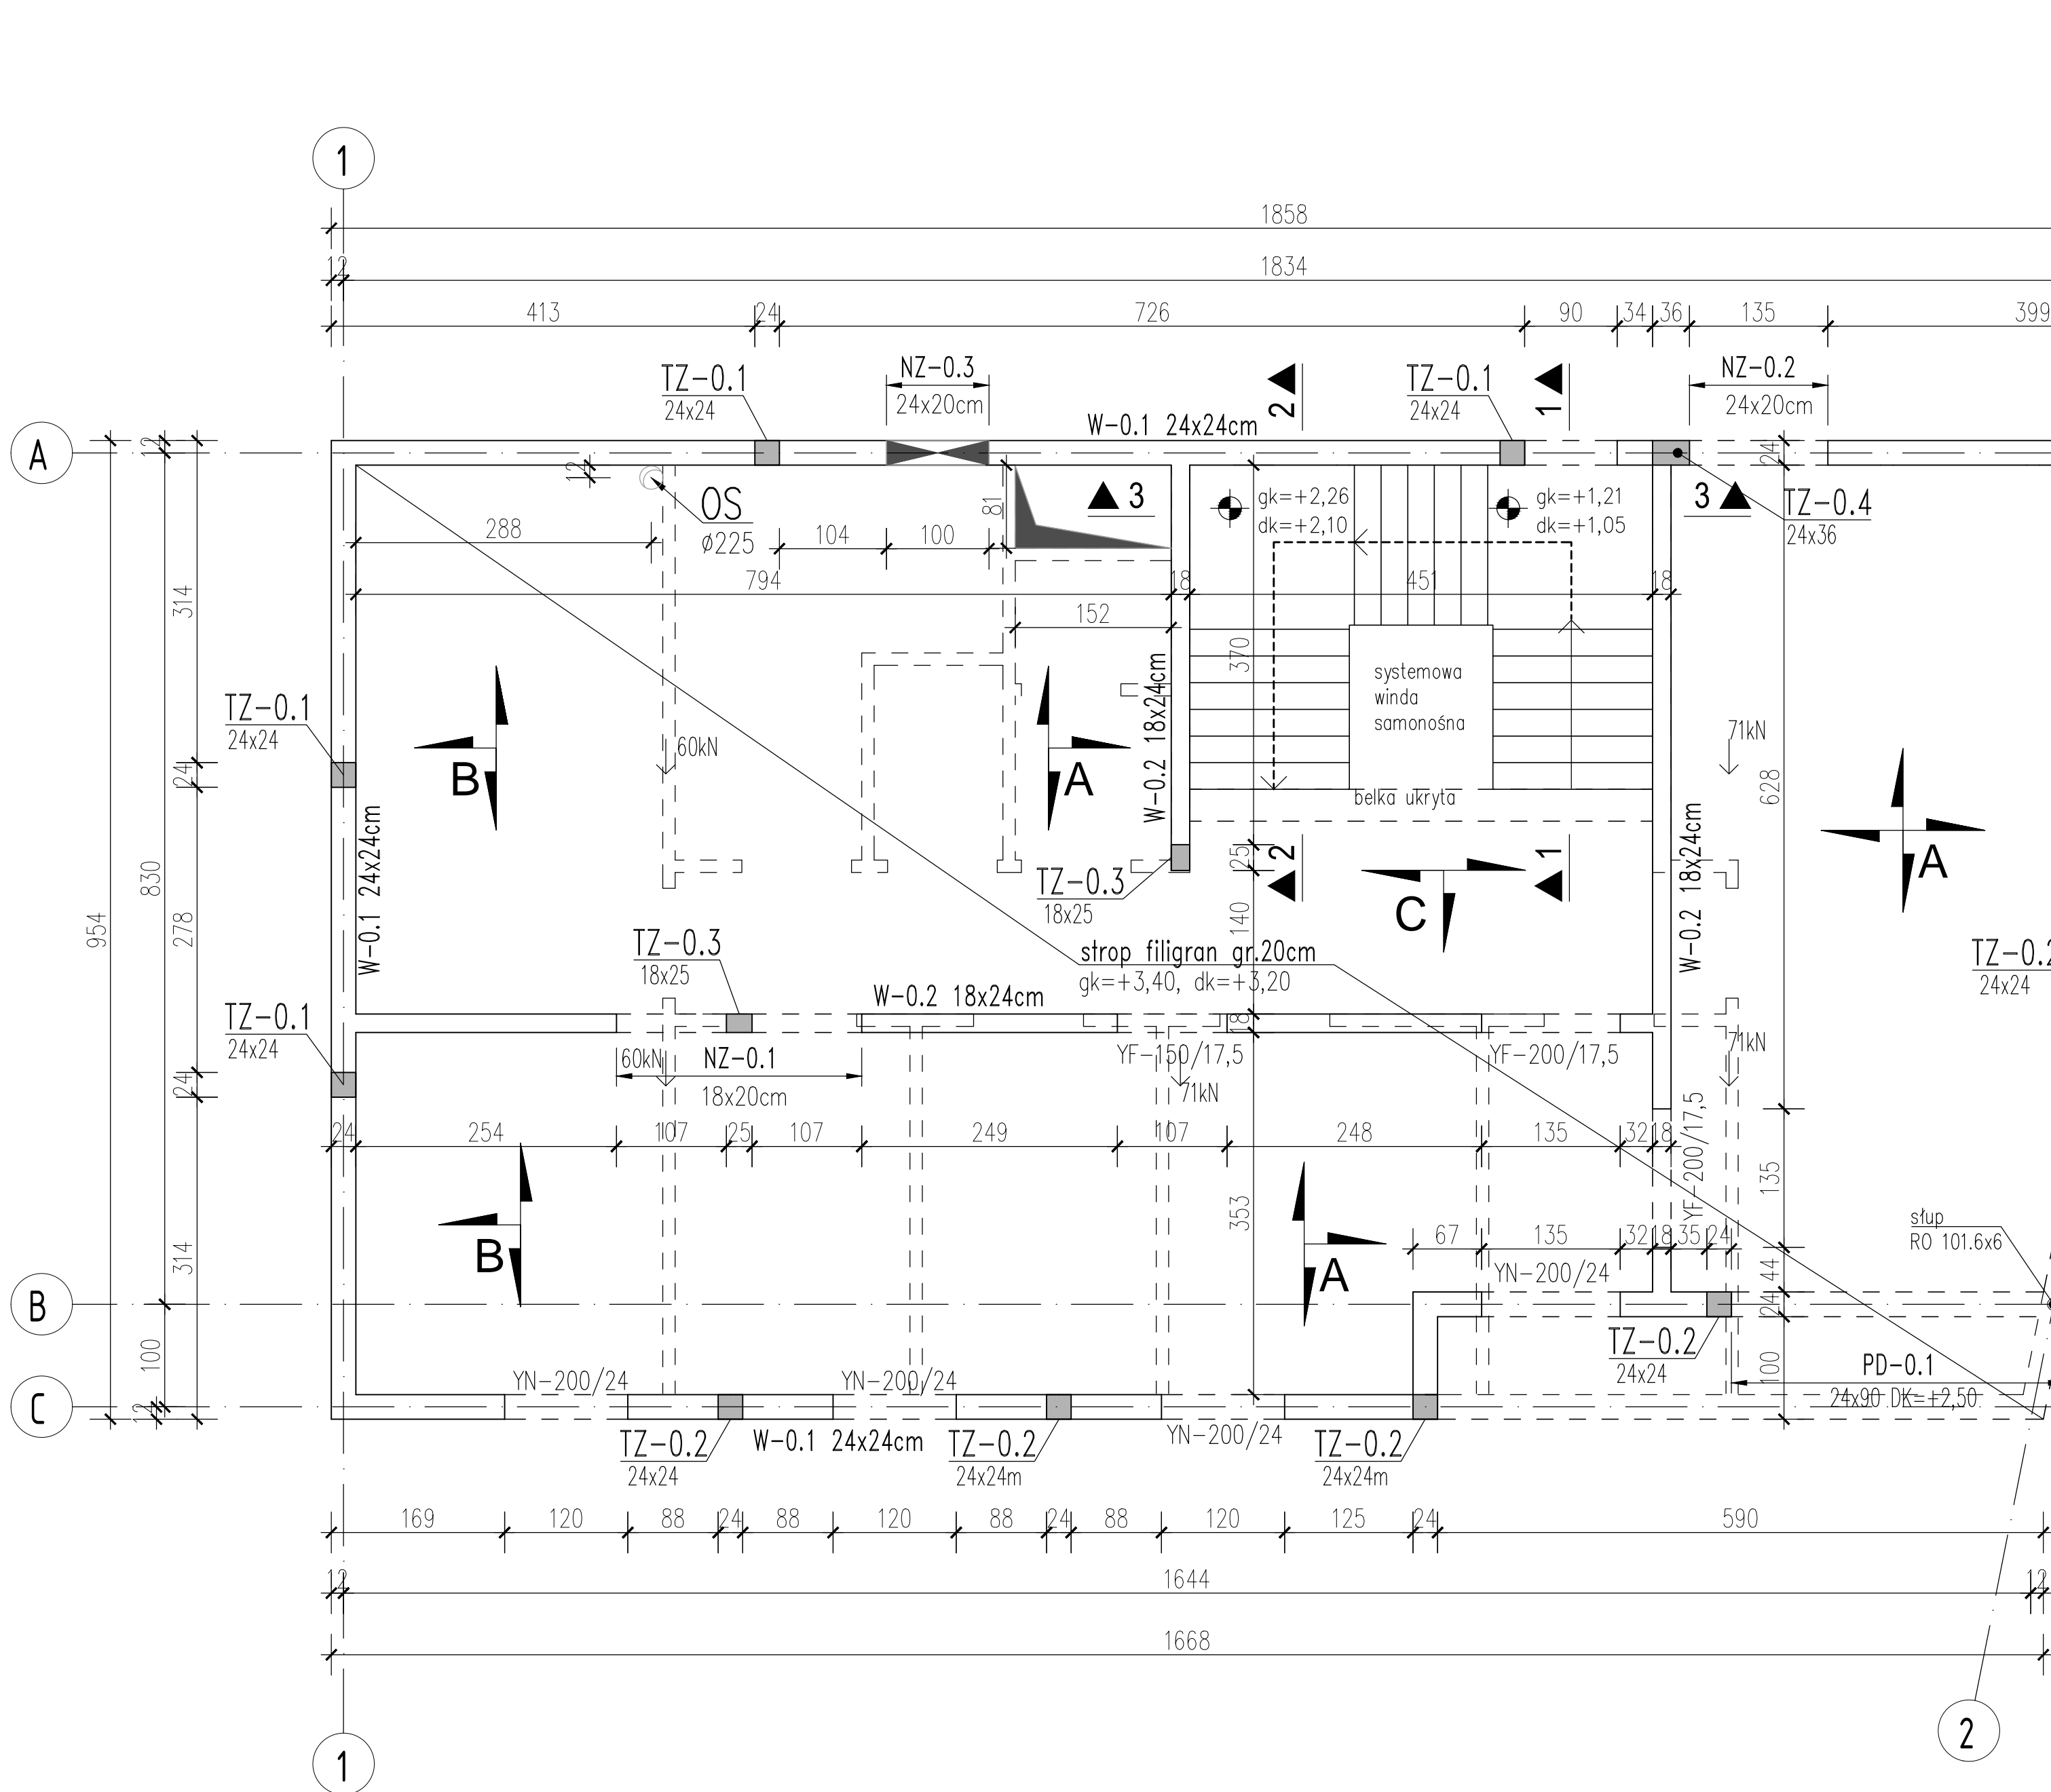 1
1858
12
1834
413
24
726
90
34
36
135
399
TZ-0.1
24x24
NZ-0.3
24x20cm
2
TZ-0.1
24x24
1
NZ-0.2
24x20cm
W-0.1 24x24cm
A
12
12
OS
ø225
81
3
gk=+2,26
dk=+2,10
gk=+1,21
dk=+1,05
3
24
TZ-0.4
24x36
288
104
100
794
18
451
18
314
152
370
systemowa
winda
samonośna
W-0.2 18x24cm
TZ-0.1
24x24
60kN
71kN
24
B
A
628
belka ukryta
W-0.1 24x24cm
W-0.2 18x24cm
A
830
25
2
1
TZ-0.3
18x25
954
278
C
140
TZ-0.3
18x25
strop filigran gr.20cm
gk=+3,40, dk=+3,20
TZ-0.2
24x24
W-0.2 18x24cm
TZ-0.1
24x24
18
60kN
NZ-0.1
18x20cm
YF-150/17,5
YF-200/17,5
71kN
71kN
24
24
254
107
25
107
249
107
248
135
32
18
YF-200/17,5
135
353
314
B
A
67
135
32
18
35
24
słup
RO 101.6x6
YN-200/24
44
B
24
TZ-0.2
24x24
100
100
PD-0.1
24x90 DK=+2,50
YN-200/24
YN-200/24
C
12
YN-200/24
TZ-0.2
24x24
W-0.1 24x24cm
TZ-0.2
24x24m
TZ-0.2
24x24m
169
120
88
24
88
120
88
24
88
120
125
24
590
12
1644
12
1668
2
1